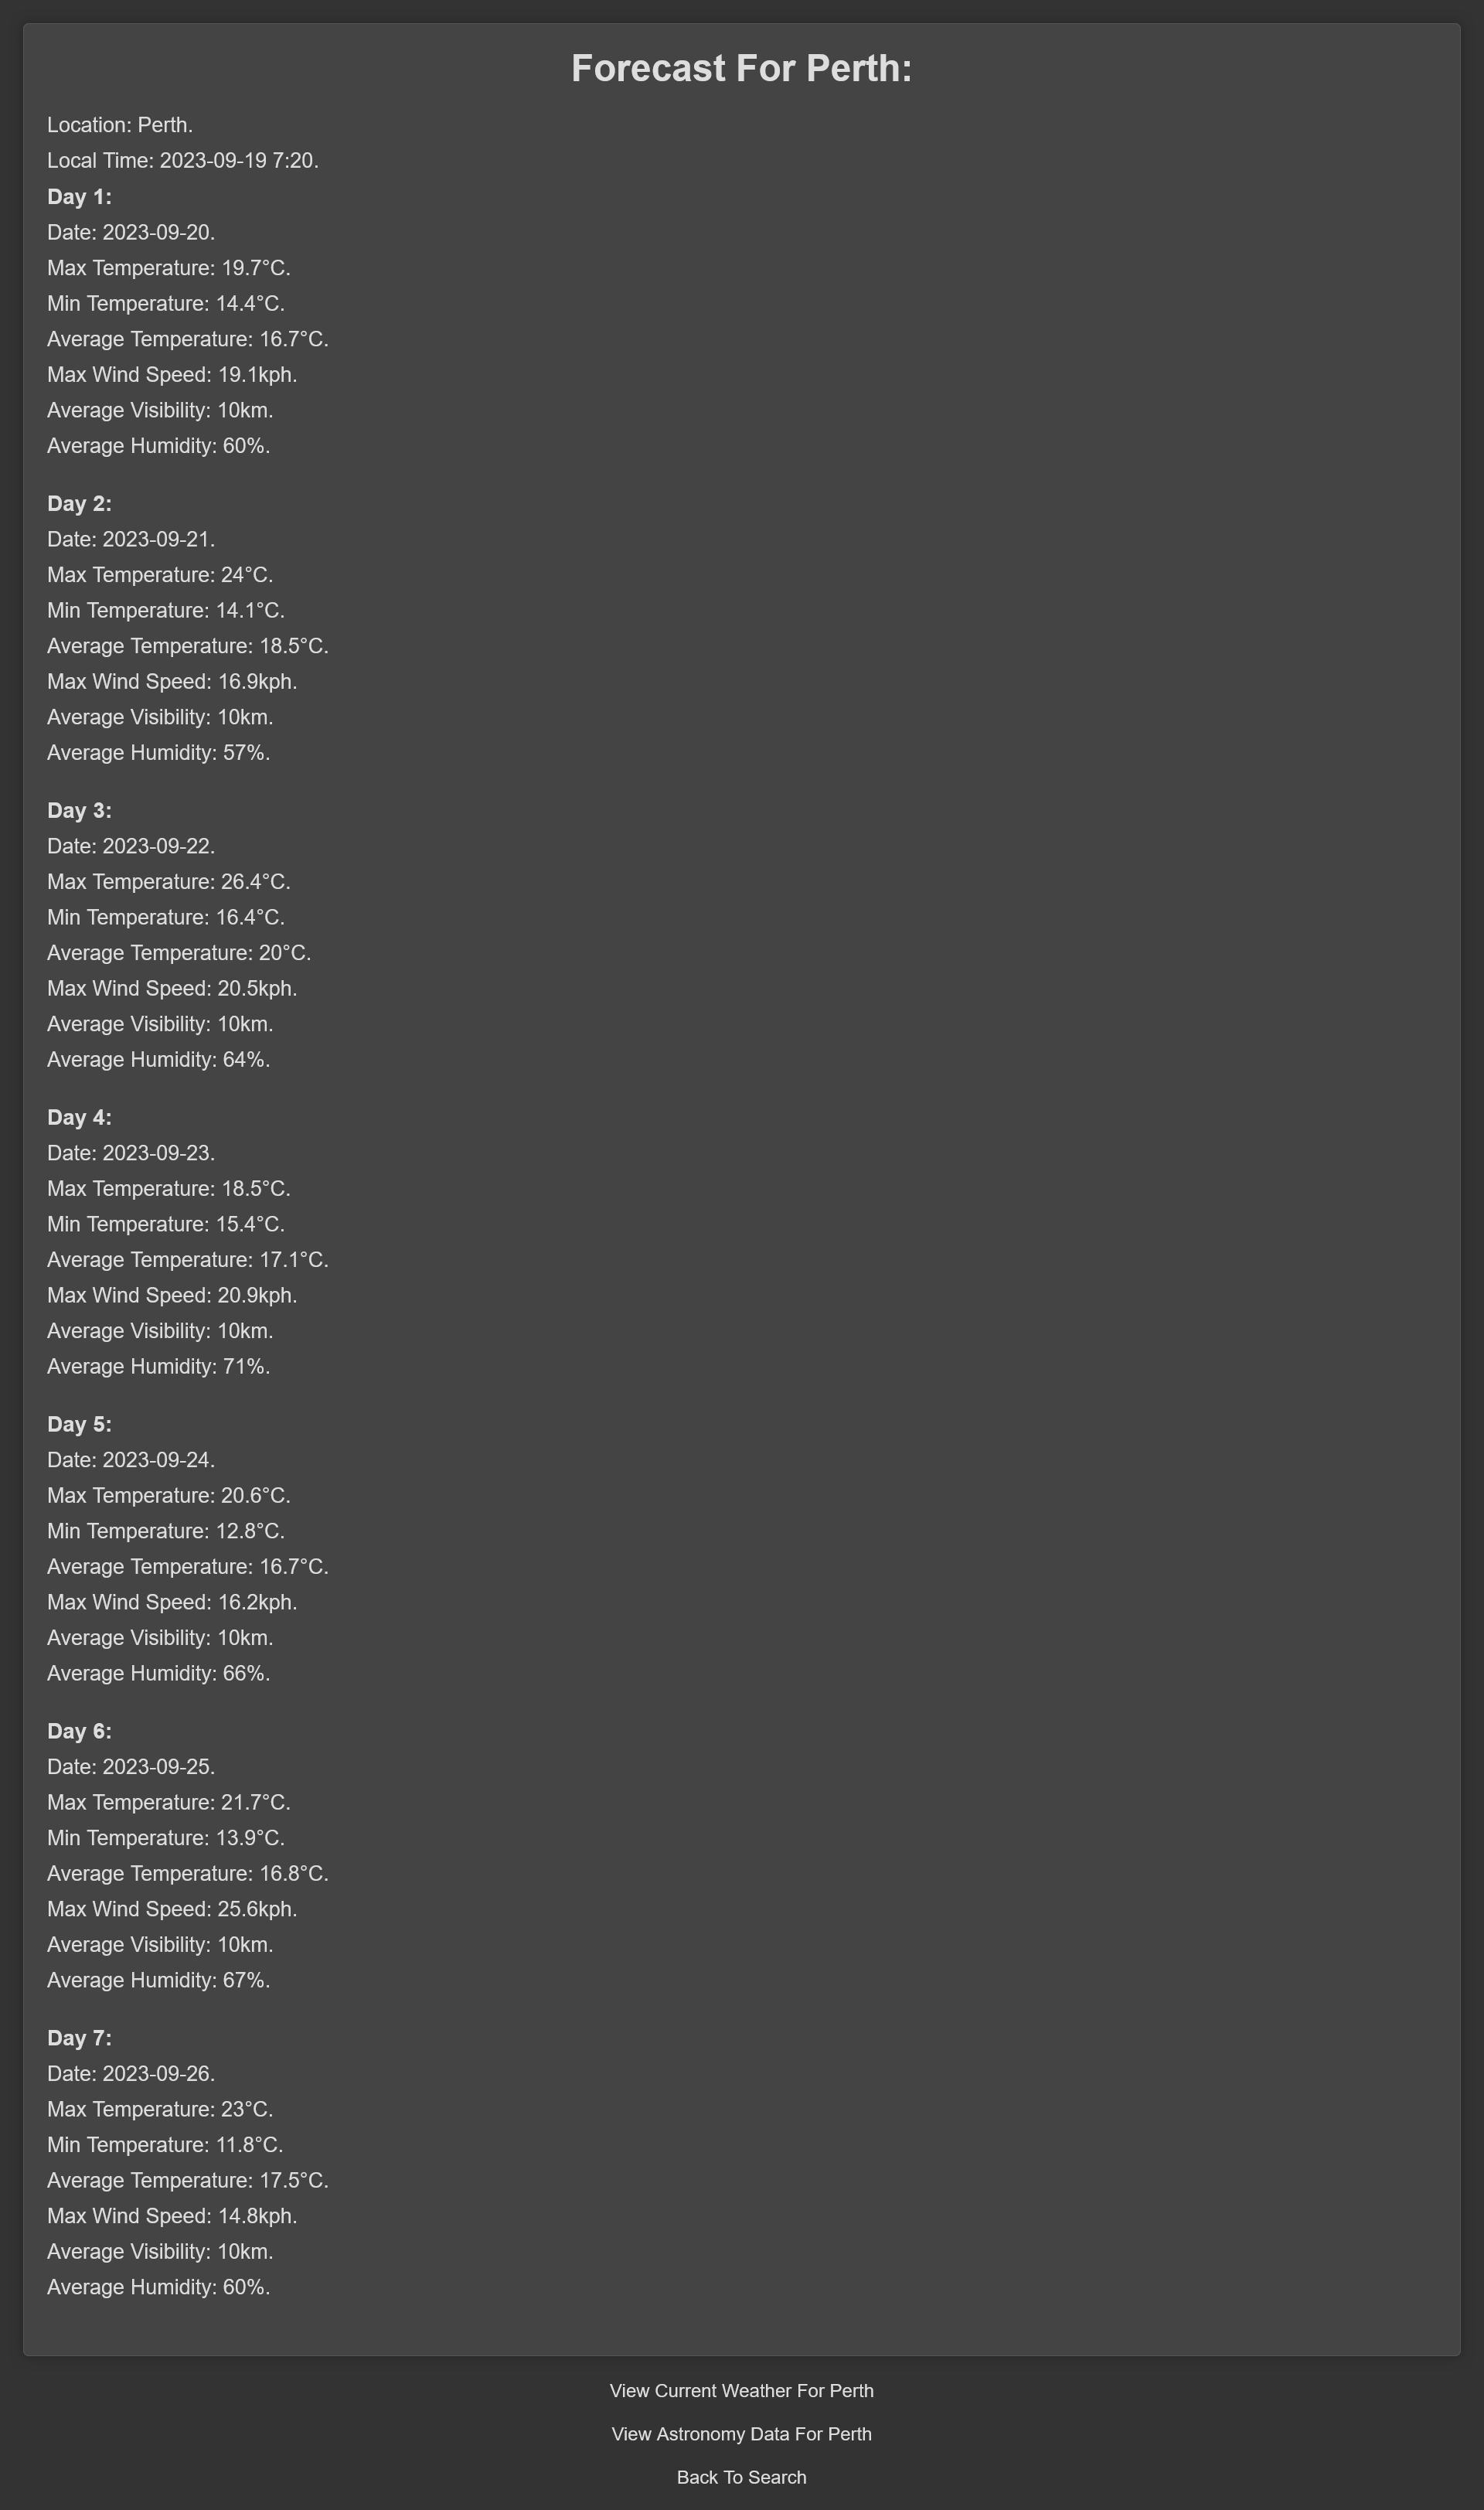 Forecast For Perth:
Location: Perth.
Local Time: 2023-09-19 7:20.
Day 1:
Date: 2023-09-20.
Max Temperature: 19.7°C.
Min Temperature: 14.4°C.
Average Temperature: 16.7°C.
Max Wind Speed: 19.1kph.
Average Visibility: 10km.
Average Humidity: 60%.
Day 2:
Date: 2023-09-21.
Max Temperature: 24°C.
Min Temperature: 14.1°C.
Average Temperature: 18.5°C.
Max Wind Speed: 16.9kph.
Average Visibility: 10km.
Average Humidity: 57%.
Day 3:
Date: 2023-09-22.
Max Temperature: 26.4°C.
Min Temperature: 16.4°C.
Average Temperature: 20°C.
Max Wind Speed: 20.5kph.
Average Visibility: 10km.
Average Humidity: 64%.
Day 4:
Date: 2023-09-23.
Max Temperature: 18.5°C.
Min Temperature: 15.4°C.
Average Temperature: 17.1°C.
Max Wind Speed: 20.9kph.
Average Visibility: 10km.
Average Humidity: 71%.
Day 5:
Date: 2023-09-24.
Max Temperature: 20.6°C.
Min Temperature: 12.8°C.
Average Temperature: 16.7°C.
Max Wind Speed: 16.2kph.
Average Visibility: 10km.
Average Humidity: 66%.
Day 6:
Date: 2023-09-25.
Max Temperature: 21.7°C.
Min Temperature: 13.9°C.
Average Temperature: 16.8°C.
Max Wind Speed: 25.6kph.
Average Visibility: 10km.
Average Humidity: 67%.
Day 7:
Date: 2023-09-26.
Max Temperature: 23°C.
Min Temperature: 11.8°C.
Average Temperature: 17.5°C.
Max Wind Speed: 14.8kph.
Average Visibility: 10km.
Average Humidity: 60%.
View Current Weather For Perth
View Astronomy Data For Perth
Back To Search